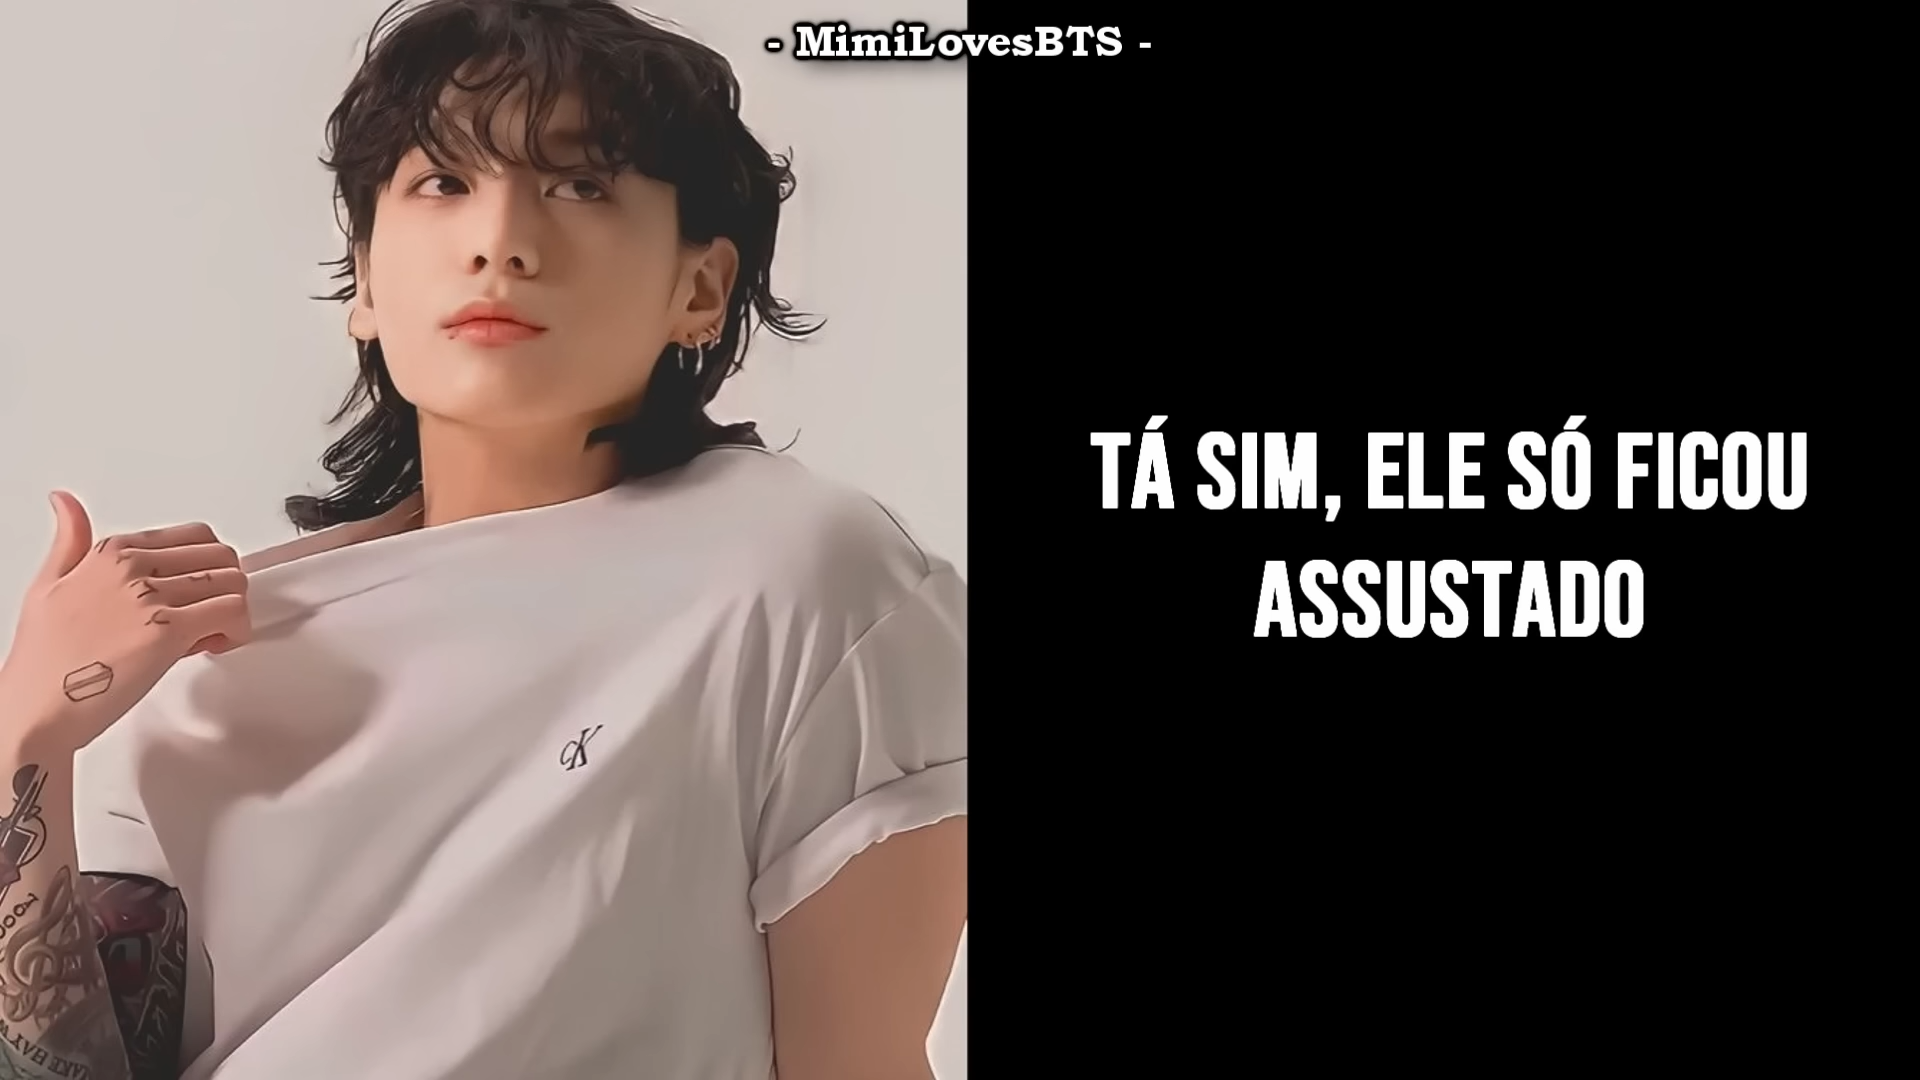 - MimiLovesBTS -
TÁ SIM, ELE SÓ FICOU
ASSUSTADO